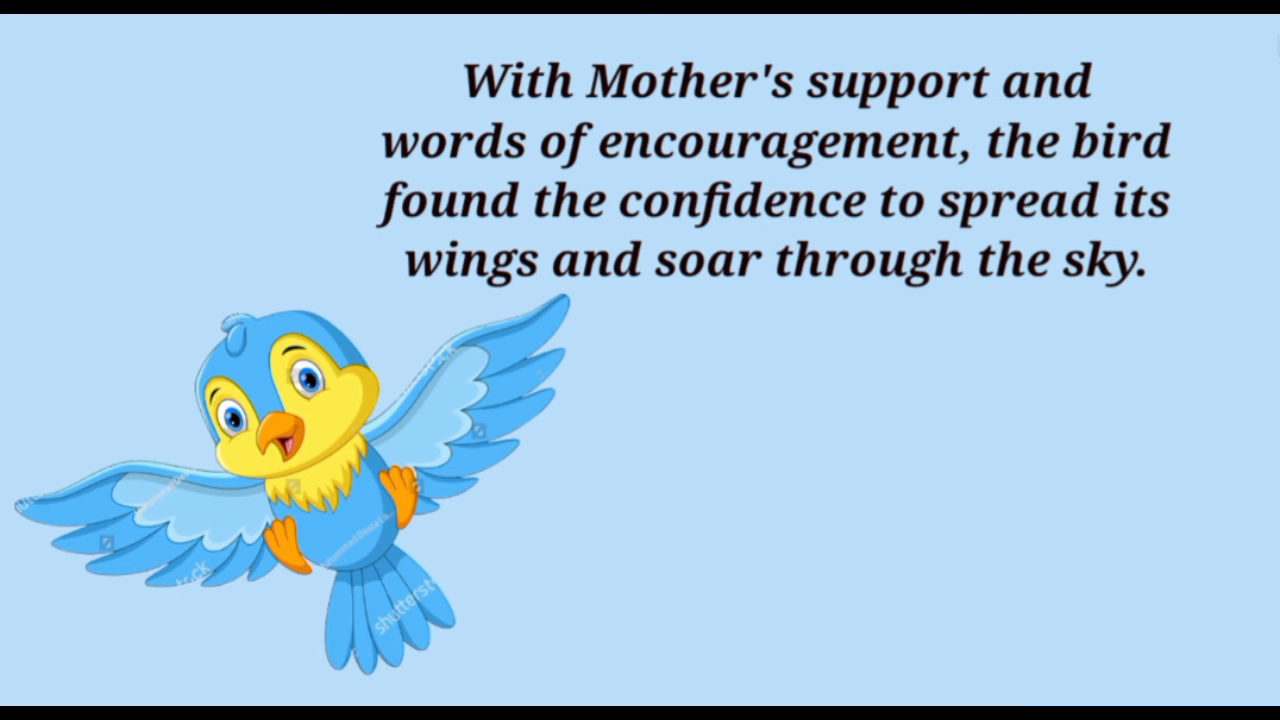 With Mother's support and
words of encouragement, the bird
found the confidence to spread its
wings and soar through the sky.
shutterst